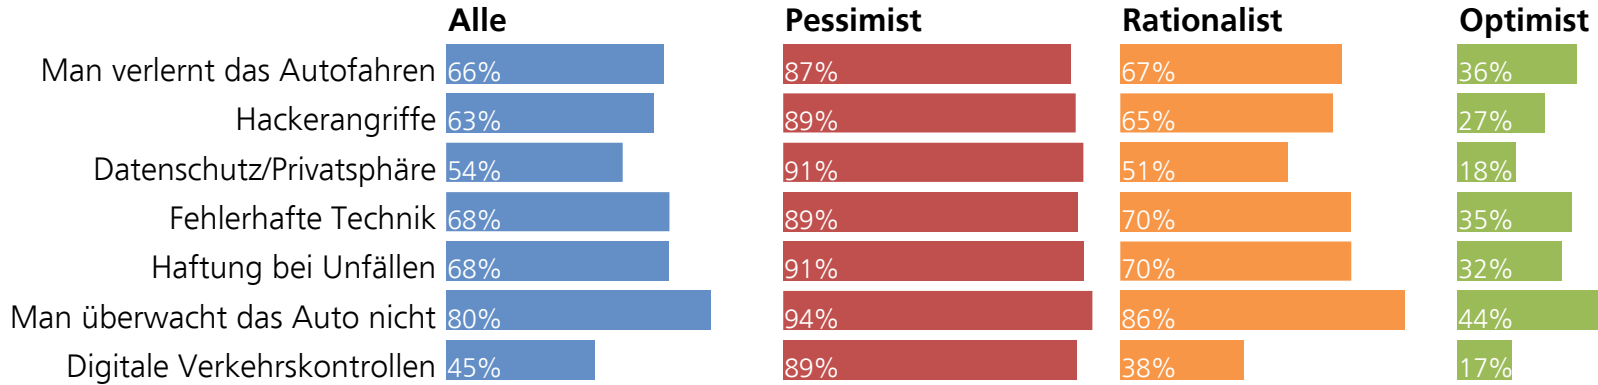 Alle Pessimist Rationalist Optimist
Man verlernt das Autofahren 66% 87% 67% 36%
Hackerangriffe 63% 89% 65% 27%
Datenschutz/Privatsphäre 54% 91% 51% 18%
Fehlerhafte Technik 68% 89% 70% 35%
Haftung bei Unfällen 68% 91% 70% 32%
Man überwacht das Auto nicht 80% 94% 86% 44%
Digitale Verkehrskontrollen 45% 89% 38% 17%